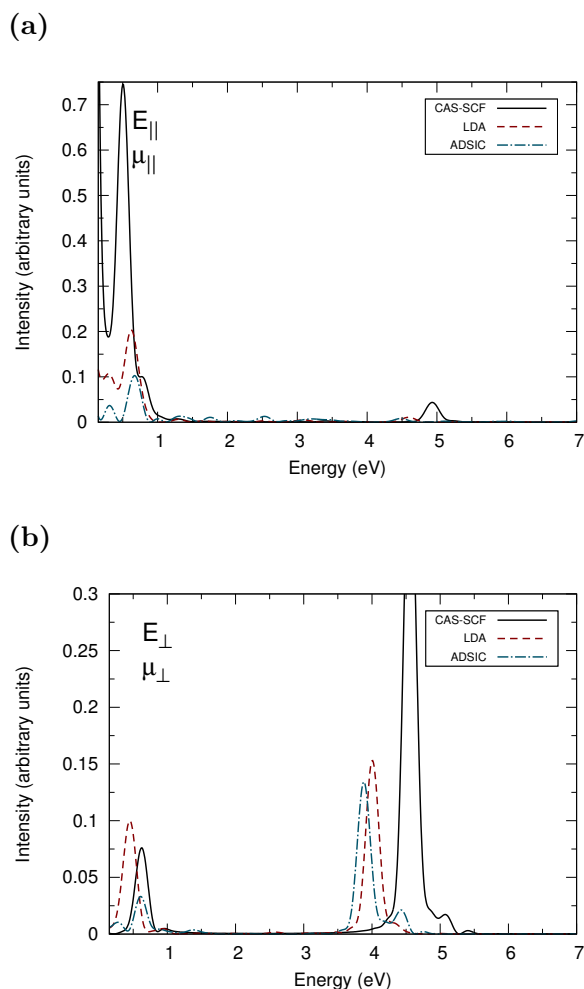 (a)
0.7
0.6
0.5
0.4
0.3
0.2
0.1
0
Intensity (arbitrary units)
E||
μ||
CAS-SCF
LDA
ADSIC
1 2 3 4 5 6 7
Energy (eV)
(b)
0.3
0.25
0.2
0.15
0.1
0.05
0
Intensity (arbitrary units)
E⊥
μ⊥
CAS-SCF
LDA
ADSIC
1 2 3 4 5 6 7
Energy (eV)